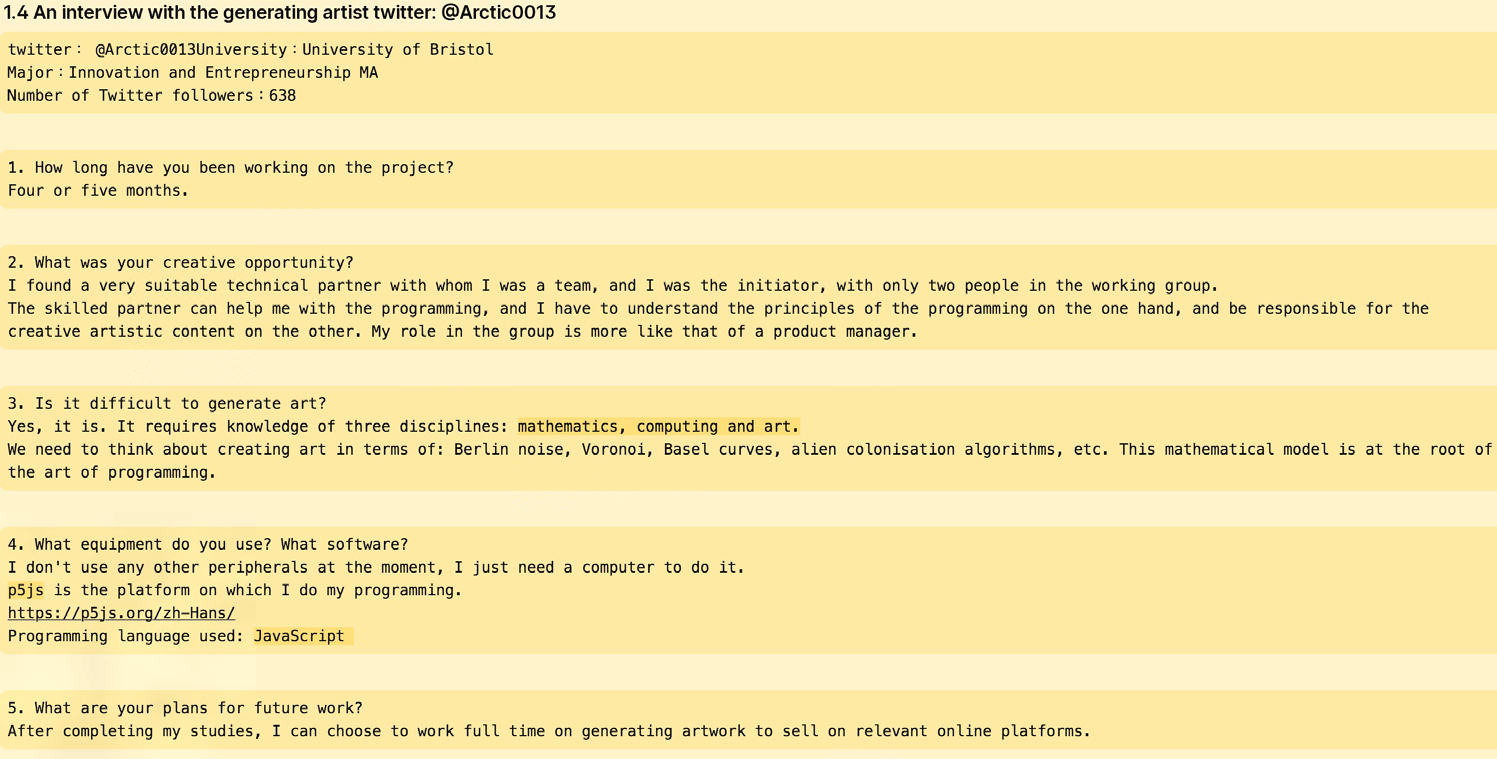 1.4 An interview with the generating artist twitter: @Arctic0013
twitter： @Arctic0013University：University of Bristol
Major：Innovation and Entrepreneurship MA
Number of Twitter followers：638
1. How long have you been working on the project?
Four or five months.
2. What was your creative opportunity?
I found a very suitable technical partner with whom I was a team, and I was the initiator, with only two people in the working group.
The skilled partner can help me with the programming, and I have to understand the principles of the programming on the one hand, and be responsible for the
creative artistic content on the other. My role in the group is more like that of a product manager.
3. Is it difficult to generate art?
Yes, it is. It requires knowledge of three disciplines: mathematics, computing and art.
We need to think about creating art in terms of: Berlin noise, Voronoi, Basel curves, alien colonisation algorithms, etc. This mathematical model is at the root of
the art of programming.
4. What equipment do you use? What software?
I don't use any other peripherals at the moment, I just need a computer to do it.
p5js is the platform on which I do my programming.
https://p5js.org/zh-Hans/
Programming language used: JavaScript
5. What are your plans for future work?
After completing my studies, I can choose to work full time on generating artwork to sell on relevant online platforms.